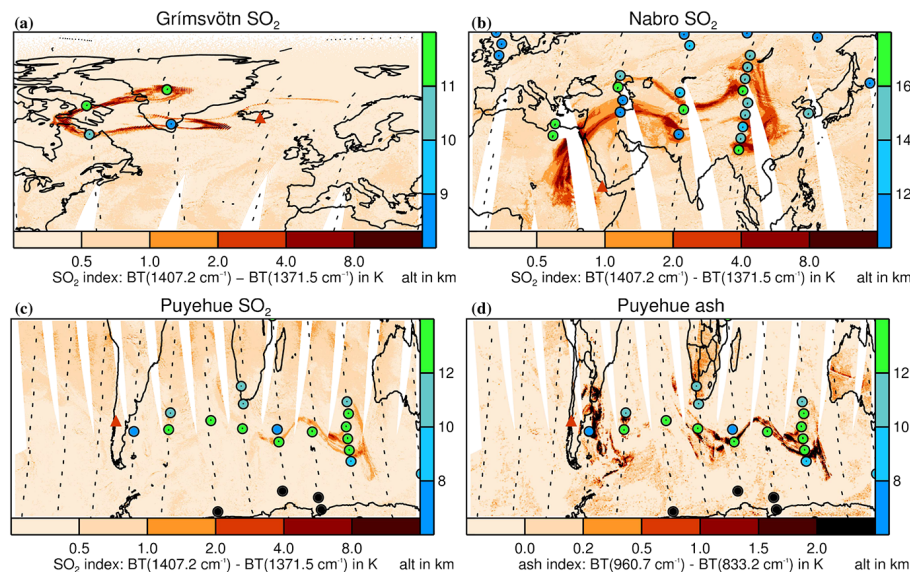 (a) Grímsvötn SO2
11
10
9
0.5 1.0 2.0 4.0 8.0
SO2 index: BT(1407.2 cm⁻¹) – BT(1371.5 cm⁻¹) in K alt in km
(b) Nabro SO2
16
14
12
0.5 1.0 2.0 4.0 8.0
SO2 index: BT(1407.2 cm⁻¹) - BT(1371.5 cm⁻¹) in K alt in km
(c) Puyehue SO2
12
10
8
0.5 1.0 2.0 4.0 8.0
SO2 index: BT(1407.2 cm⁻¹) - BT(1371.5 cm⁻¹) in K alt in km
(d) Puyehue ash
12
10
8
0.0 0.2 0.5 1.0 1.5 2.0
ash index: BT(960.7 cm⁻¹) - BT(833.2 cm⁻¹) in K alt in km